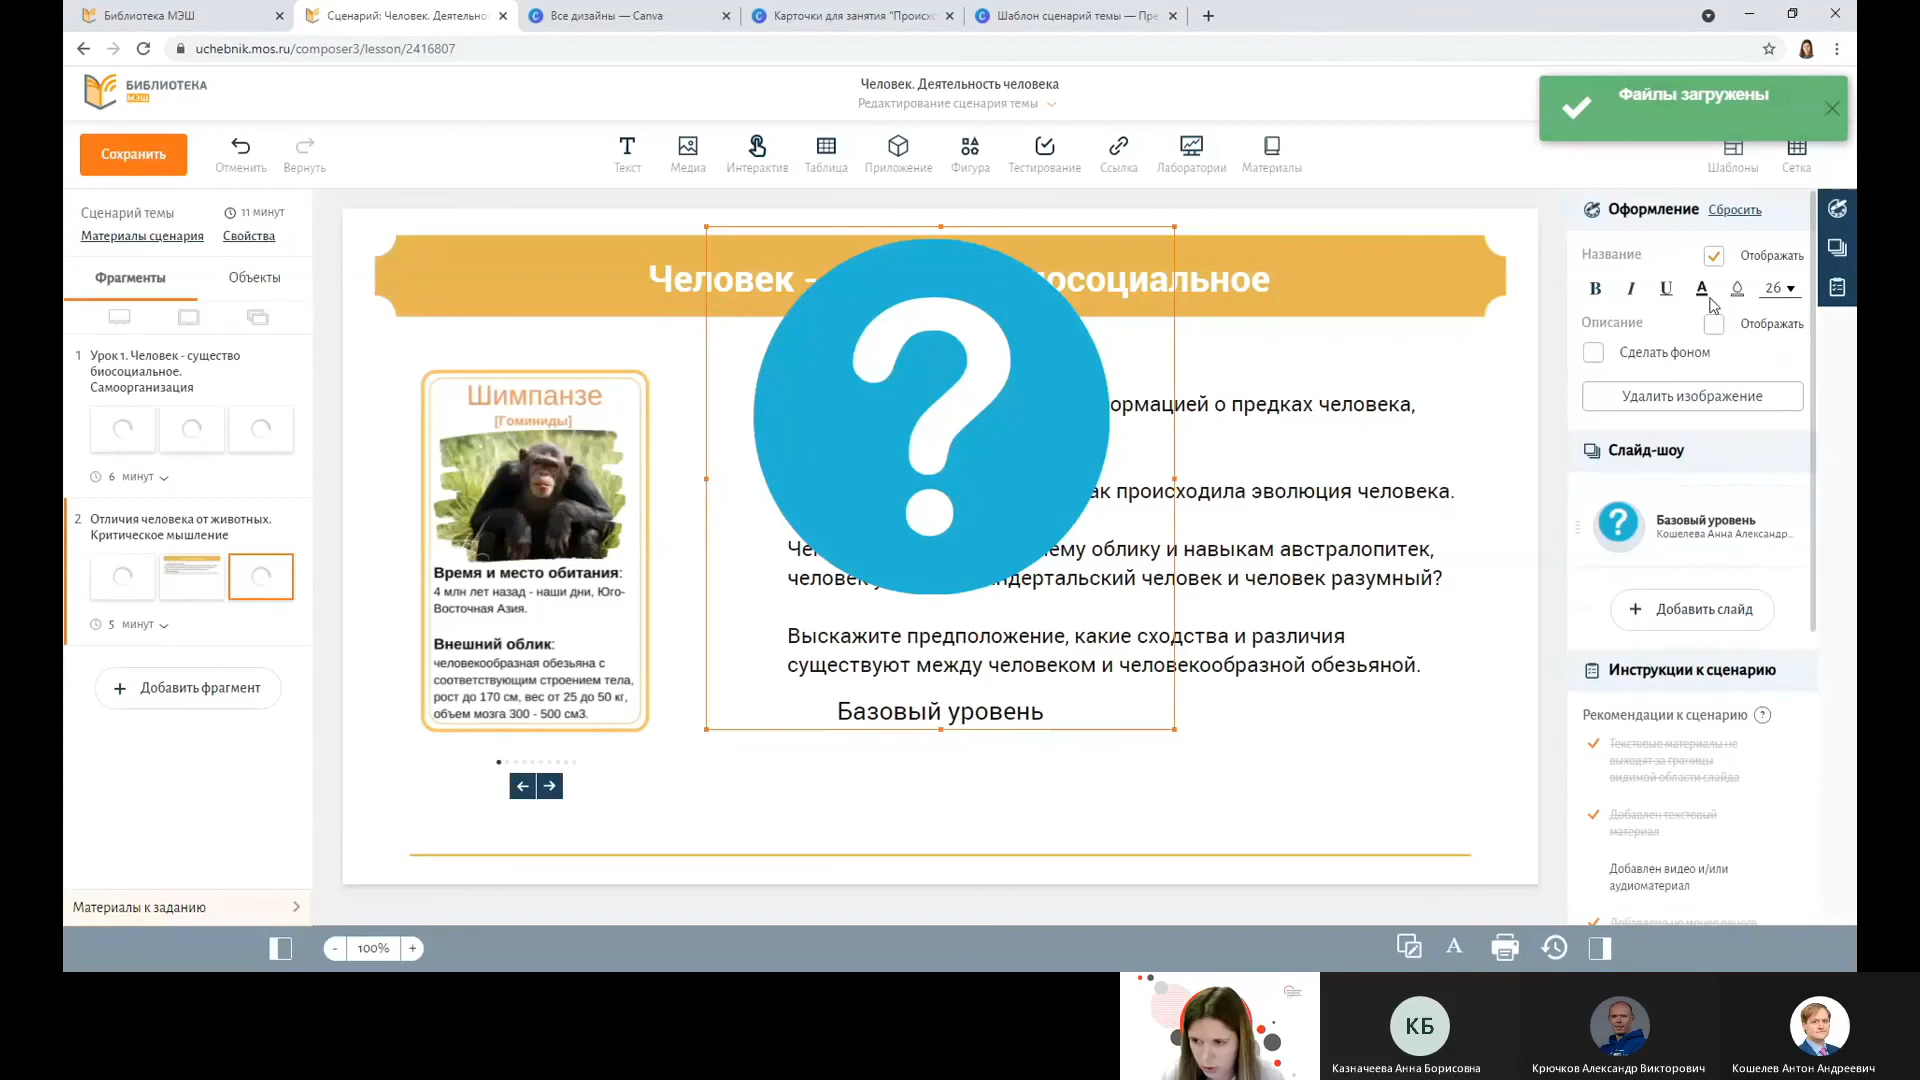 Библиотека МЭШ
Сценарий: Человек. Деятельно
Все дизайны — Canva
Карточки для занятия "Происхо
Шаблон сценарий темы — Пре
uchebnik.mos.ru/composer3/lesson/2416807
БИБЛИОТЕКА
МЭШ
Человек. Деятельность человека
Редактирование сценария темы
Файлы загружены
Сохранить
Отменить
Вернуть
Текст
Медиа
Интерактив
Таблица
Приложение
Фигура
Тестирование
Ссылка
Лаборатории
Материалы
Шаблоны
Сетка
Сценарий темы
11 минут
Материалы сценария
Свойства
Фрагменты
Объекты
1 Урок 1. Человек - существо
биосоциальное.
Самоорганизация
6 минут
2 Отличия человека от животных.
Критическое мышление
5 минут
+ Добавить фрагмент
Материалы к заданию
Человек - осоциальное
Шимпанзе
[Гоминиды]
Время и место обитания:
4 млн лет назад - наши дни, Юго-
Восточная Азия.
Внешний облик:
человекообразная обезьяна с
соответствующим строением тела,
рост до 170 см, вес от 25 до 50 кг,
объем мозга 300 - 500 см3.
?
ормацией о предках человека,
ак происходила эволюция человека.
ему облику и навыкам австралопитек,
человек ндертальский человек и человек разумный?
Выскажите предположение, какие сходства и различия
существуют между человеком и человекообразной обезьяной.
Базовый уровень
Оформление
Сбросить
Название
Отображать
B I U A 26
Описание
Отображать
Сделать фоном
Удалить изображение
Слайд-шоу
?
Базовый уровень
Кошелева Анна Александр...
+ Добавить слайд
Инструкции к сценарию
Рекомендации к сценарию ?
Текстовые материалы не
выходят за границы
видимой области слайда
Добавлен текстовый
материал
Добавлен видео и/или
аудиоматериал
- 100% +
A
КБ
Казначеева Анна Борисовна
Крючков Александр Викторович
Кошелев Антон Андреевич